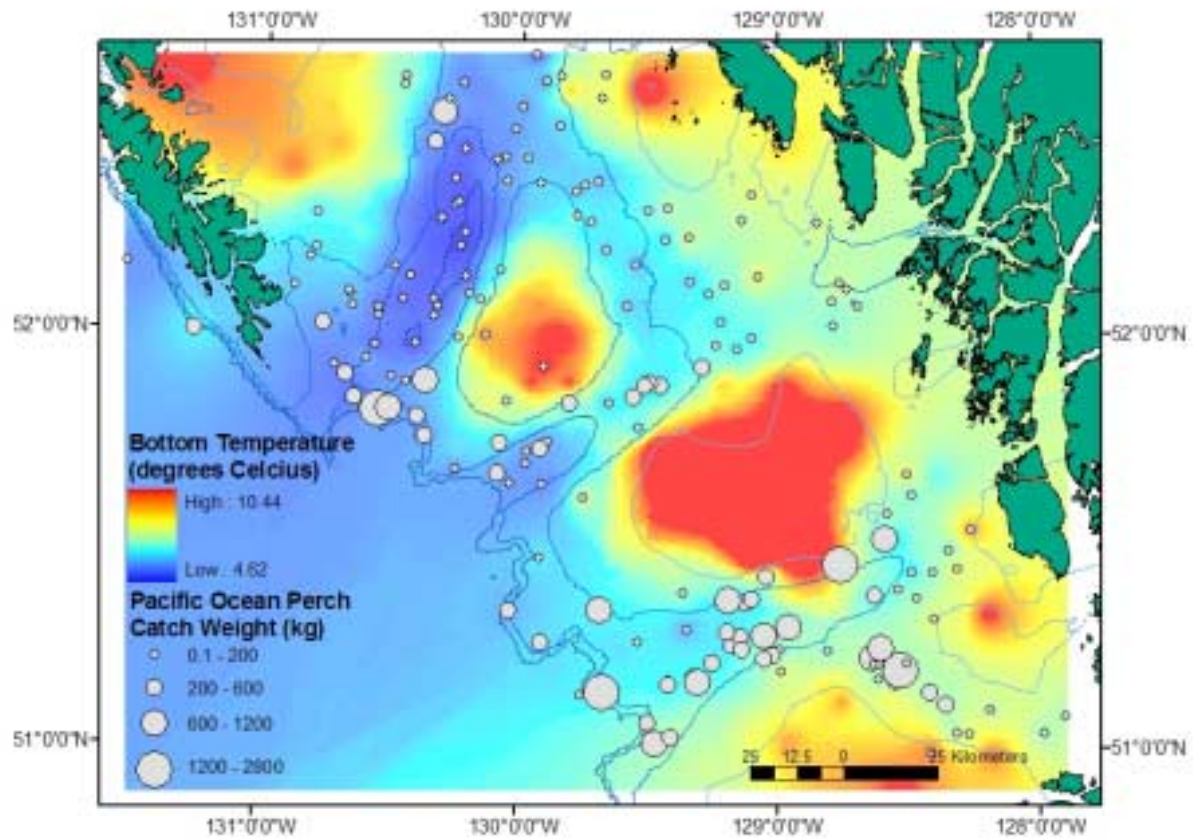 131°0'0"W 130°0'0"W 129°0'0"W 128°0'0"W
52°0'0"N 52°0'0"N
Bottom Temperature
(degrees Celcius)
High : 10.44
Low : 4.62
Pacific Ocean Perch
Catch Weight (kg)
0.1 - 200
200 - 600
600 - 1200
1200 - 2800
51°0'0"N 51°0'0"N
25 12.5 0 25 Kilometers
131°0'0"W 130°0'0"W 129°0'0"W 128°0'0"W